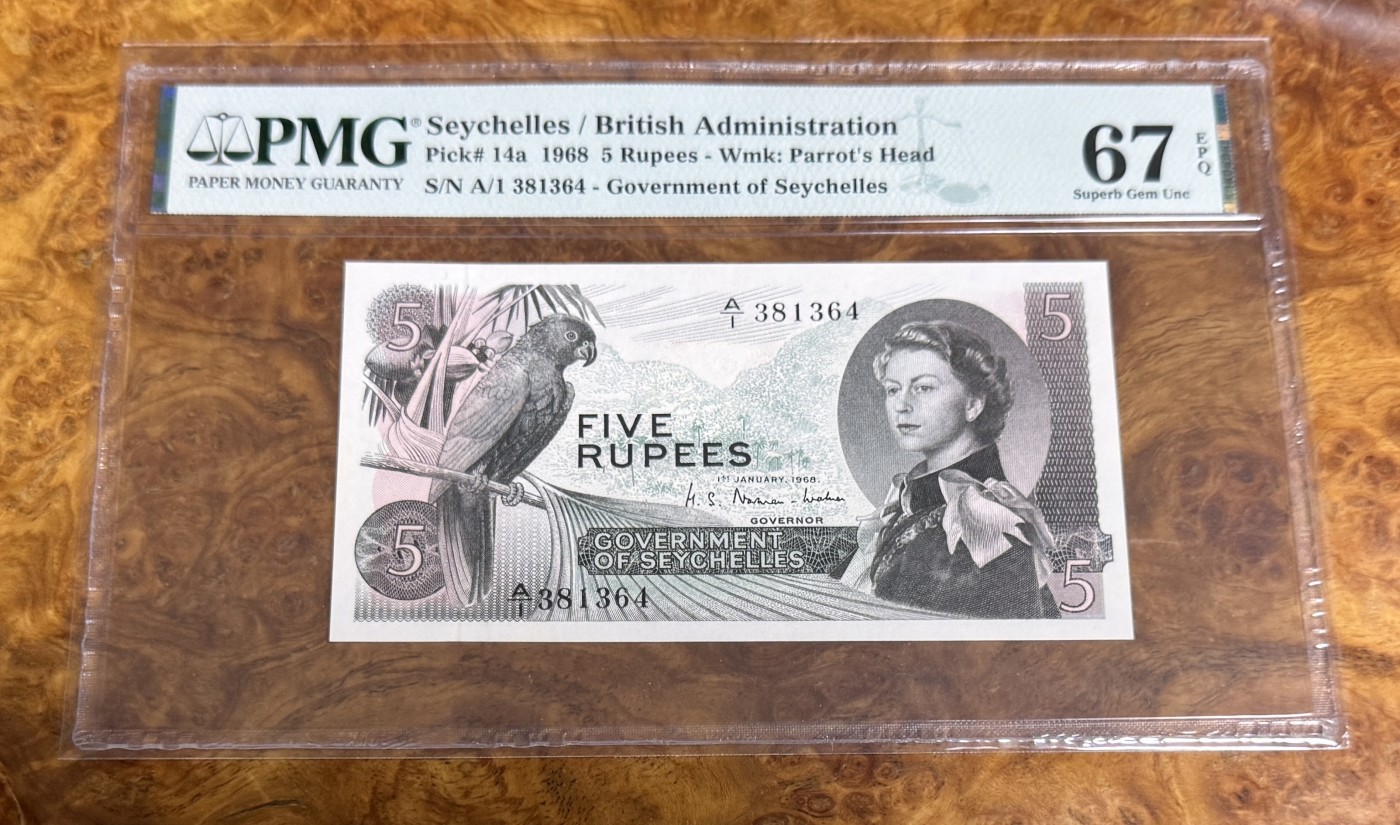 PMG®
PAPER MONEY GUARANTY
Seychelles / British Administration
Pick# 14a 1968 5 Rupees - Wmk: Parrot's Head
S/N A/1 381364 - Government of Seychelles
67
EPQ
Superb Gem Unc
5
A/1 381364
5
FIVE
RUPEES
1ST JANUARY, 1968.
H. S. Norman-Walker
GOVERNOR
GOVERNMENT
OF SEYCHELLES
5
5
A/1 381364